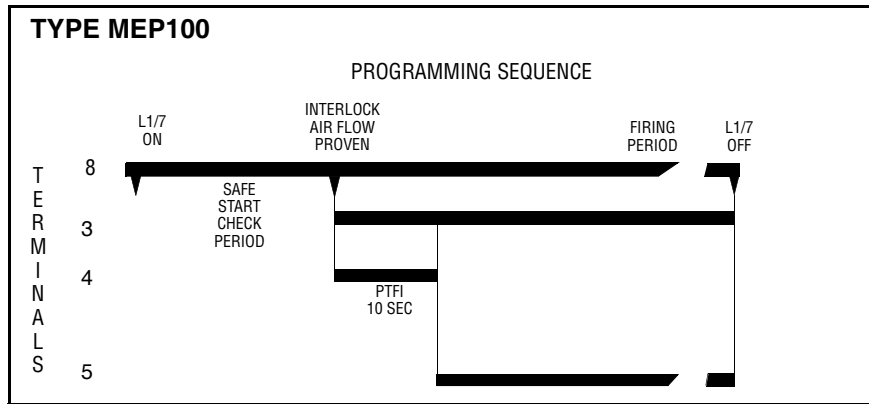 TYPE MEP100
PROGRAMMING SEQUENCE
L1/7
ON
INTERLOCK
AIR FLOW
PROVEN
FIRING
PERIOD
L1/7
OFF
TERMINALS
8
SAFE
START
CHECK
PERIOD
3
4
PTFI
10 SEC
5